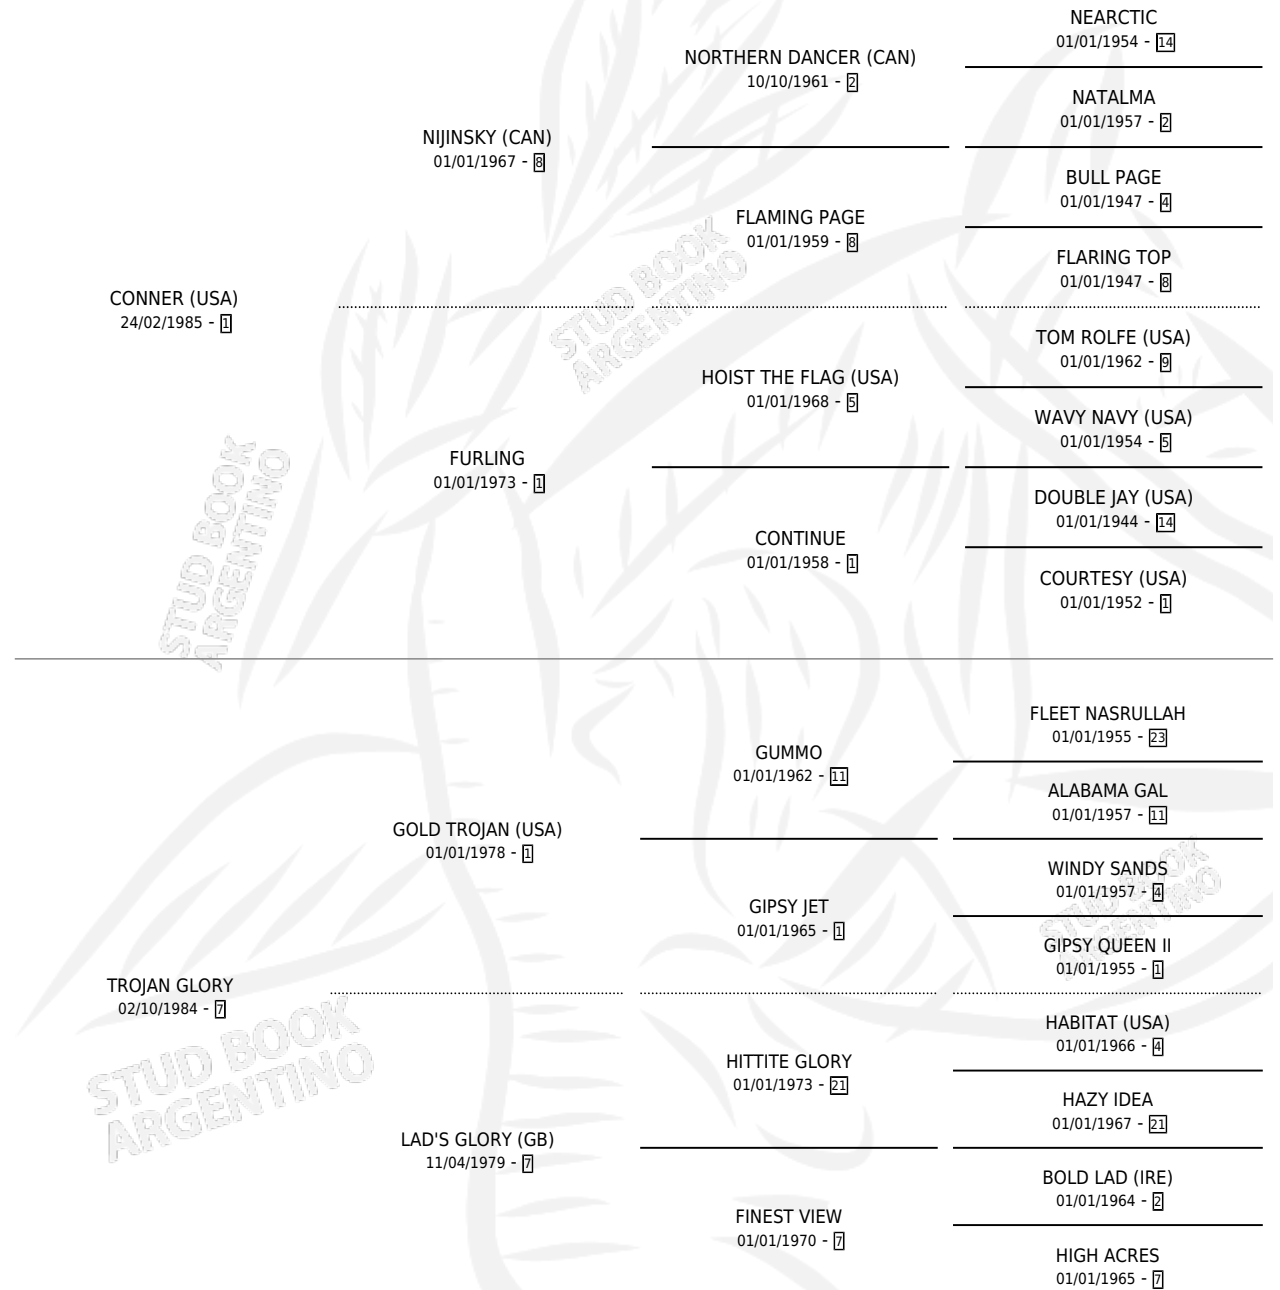 NEARCTIC
01/01/1954 - 14
NORTHERN DANCER (CAN)
10/10/1961 - 2
NATALMA
01/01/1957 - 2
NIJINSKY (CAN)
01/01/1967 - 8
BULL PAGE
01/01/1947 - 4
FLAMING PAGE
01/01/1959 - 8
FLARING TOP
01/01/1947 - 8
CONNER (USA)
24/02/1985 - 1
STUD BOOK
ARGENTINO
TOM ROLFE (USA)
01/01/1962 - 9
HOIST THE FLAG (USA)
01/01/1968 - 5
WAVY NAVY (USA)
01/01/1954 - 5
FURLING
01/01/1973 - 1
DOUBLE JAY (USA)
01/01/1944 - 14
CONTINUE
01/01/1958 - 1
COURTESY (USA)
01/01/1952 - 1
STUD BOOK
ARGENTINO
FLEET NASRULLAH
01/01/1955 - 23
GUMMO
01/01/1962 - 11
ALABAMA GAL
01/01/1957 - 11
GOLD TROJAN (USA)
01/01/1978 - 1
WINDY SANDS
01/01/1957 - 4
GIPSY JET
01/01/1965 - 1
STUD BOOK
ARGENTINO
GIPSY QUEEN II
01/01/1955 - 1
TROJAN GLORY
02/10/1984 - 7
HABITAT (USA)
01/01/1966 - 4
HITTITE GLORY
01/01/1973 - 21
HAZY IDEA
01/01/1967 - 21
STUD BOOK
ARGENTINO
LAD'S GLORY (GB)
11/04/1979 - 7
BOLD LAD (IRE)
01/01/1964 - 2
FINEST VIEW
01/01/1970 - 7
HIGH ACRES
01/01/1965 - 7